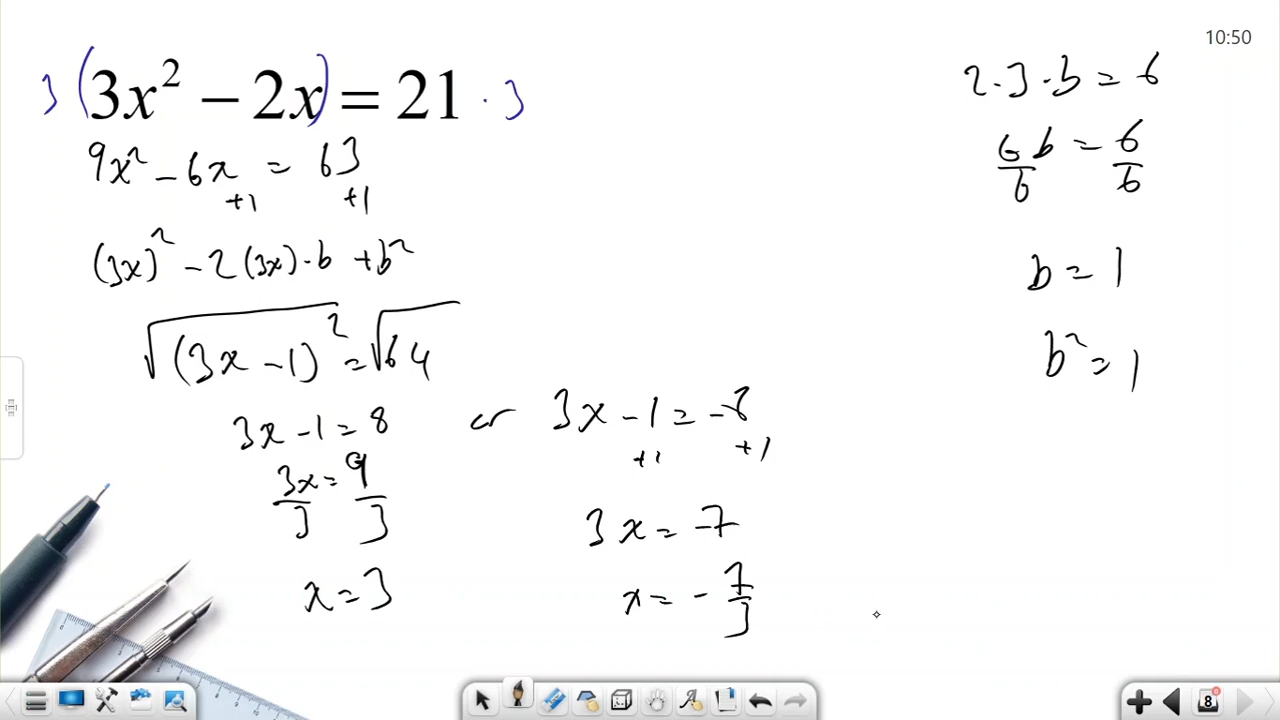 10:50
3(3x² − 2x) = 21 · 3
9x² − 6x = 63
+1 +1
(3x)² − 2(3x)·b + b²
√(3x − 1)² = √64
3x − 1 = 8 or 3x − 1 = −8
+1 +1
3x/3 = 9/3
3x = −7
x = 3
x = −7/3
2·3·b = 6
6b/6 = 6/6
b = 1
b² = 1
8